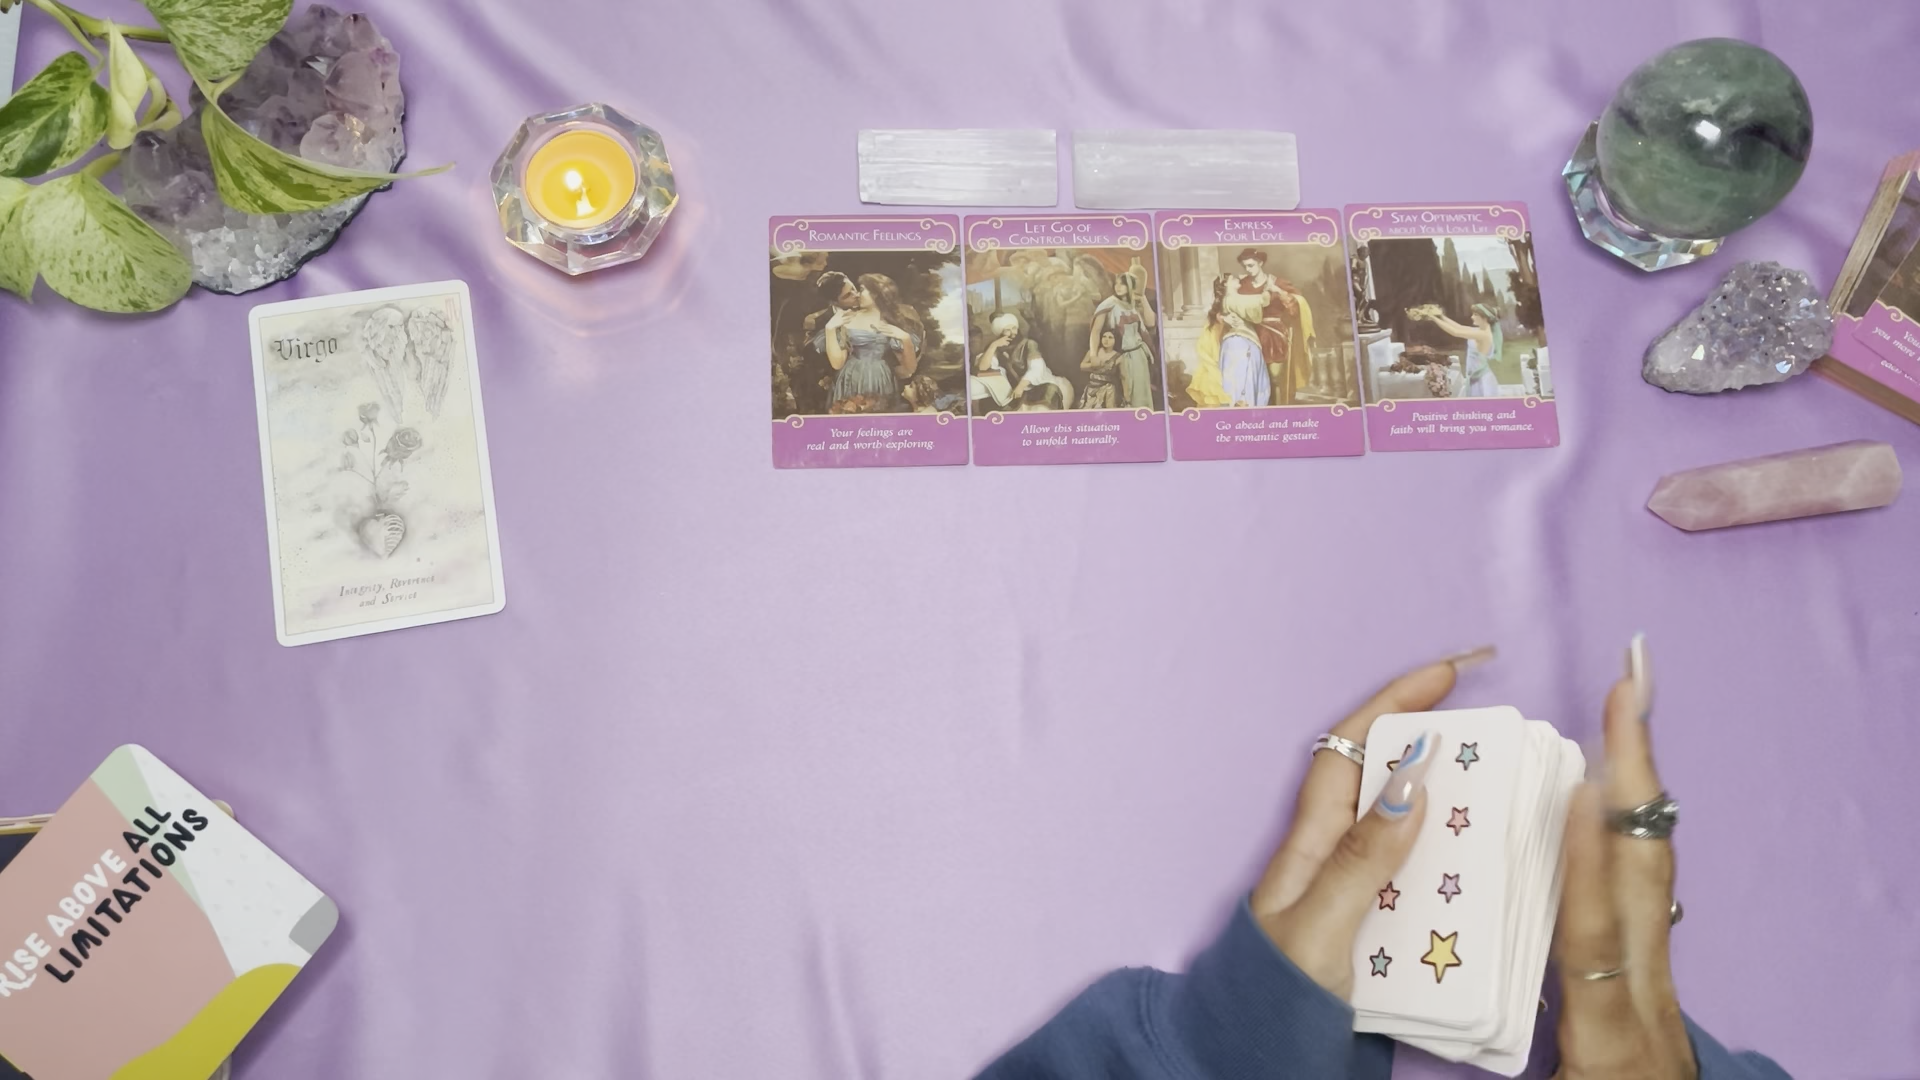 Virgo
Integrity, Reverence
and Service
ROMANTIC FEELINGS
Your feelings are
real and worth exploring.
LET GO OF
CONTROL ISSUES
Allow this situation
to unfold naturally.
EXPRESS
YOUR LOVE
Go ahead and make
the romantic gesture.
STAY OPTIMISTIC
ABOUT YOUR LOVE LIFE
Positive thinking and
faith will bring you romance.
you more
RISE ABOVE ALL
LIMITATIONS